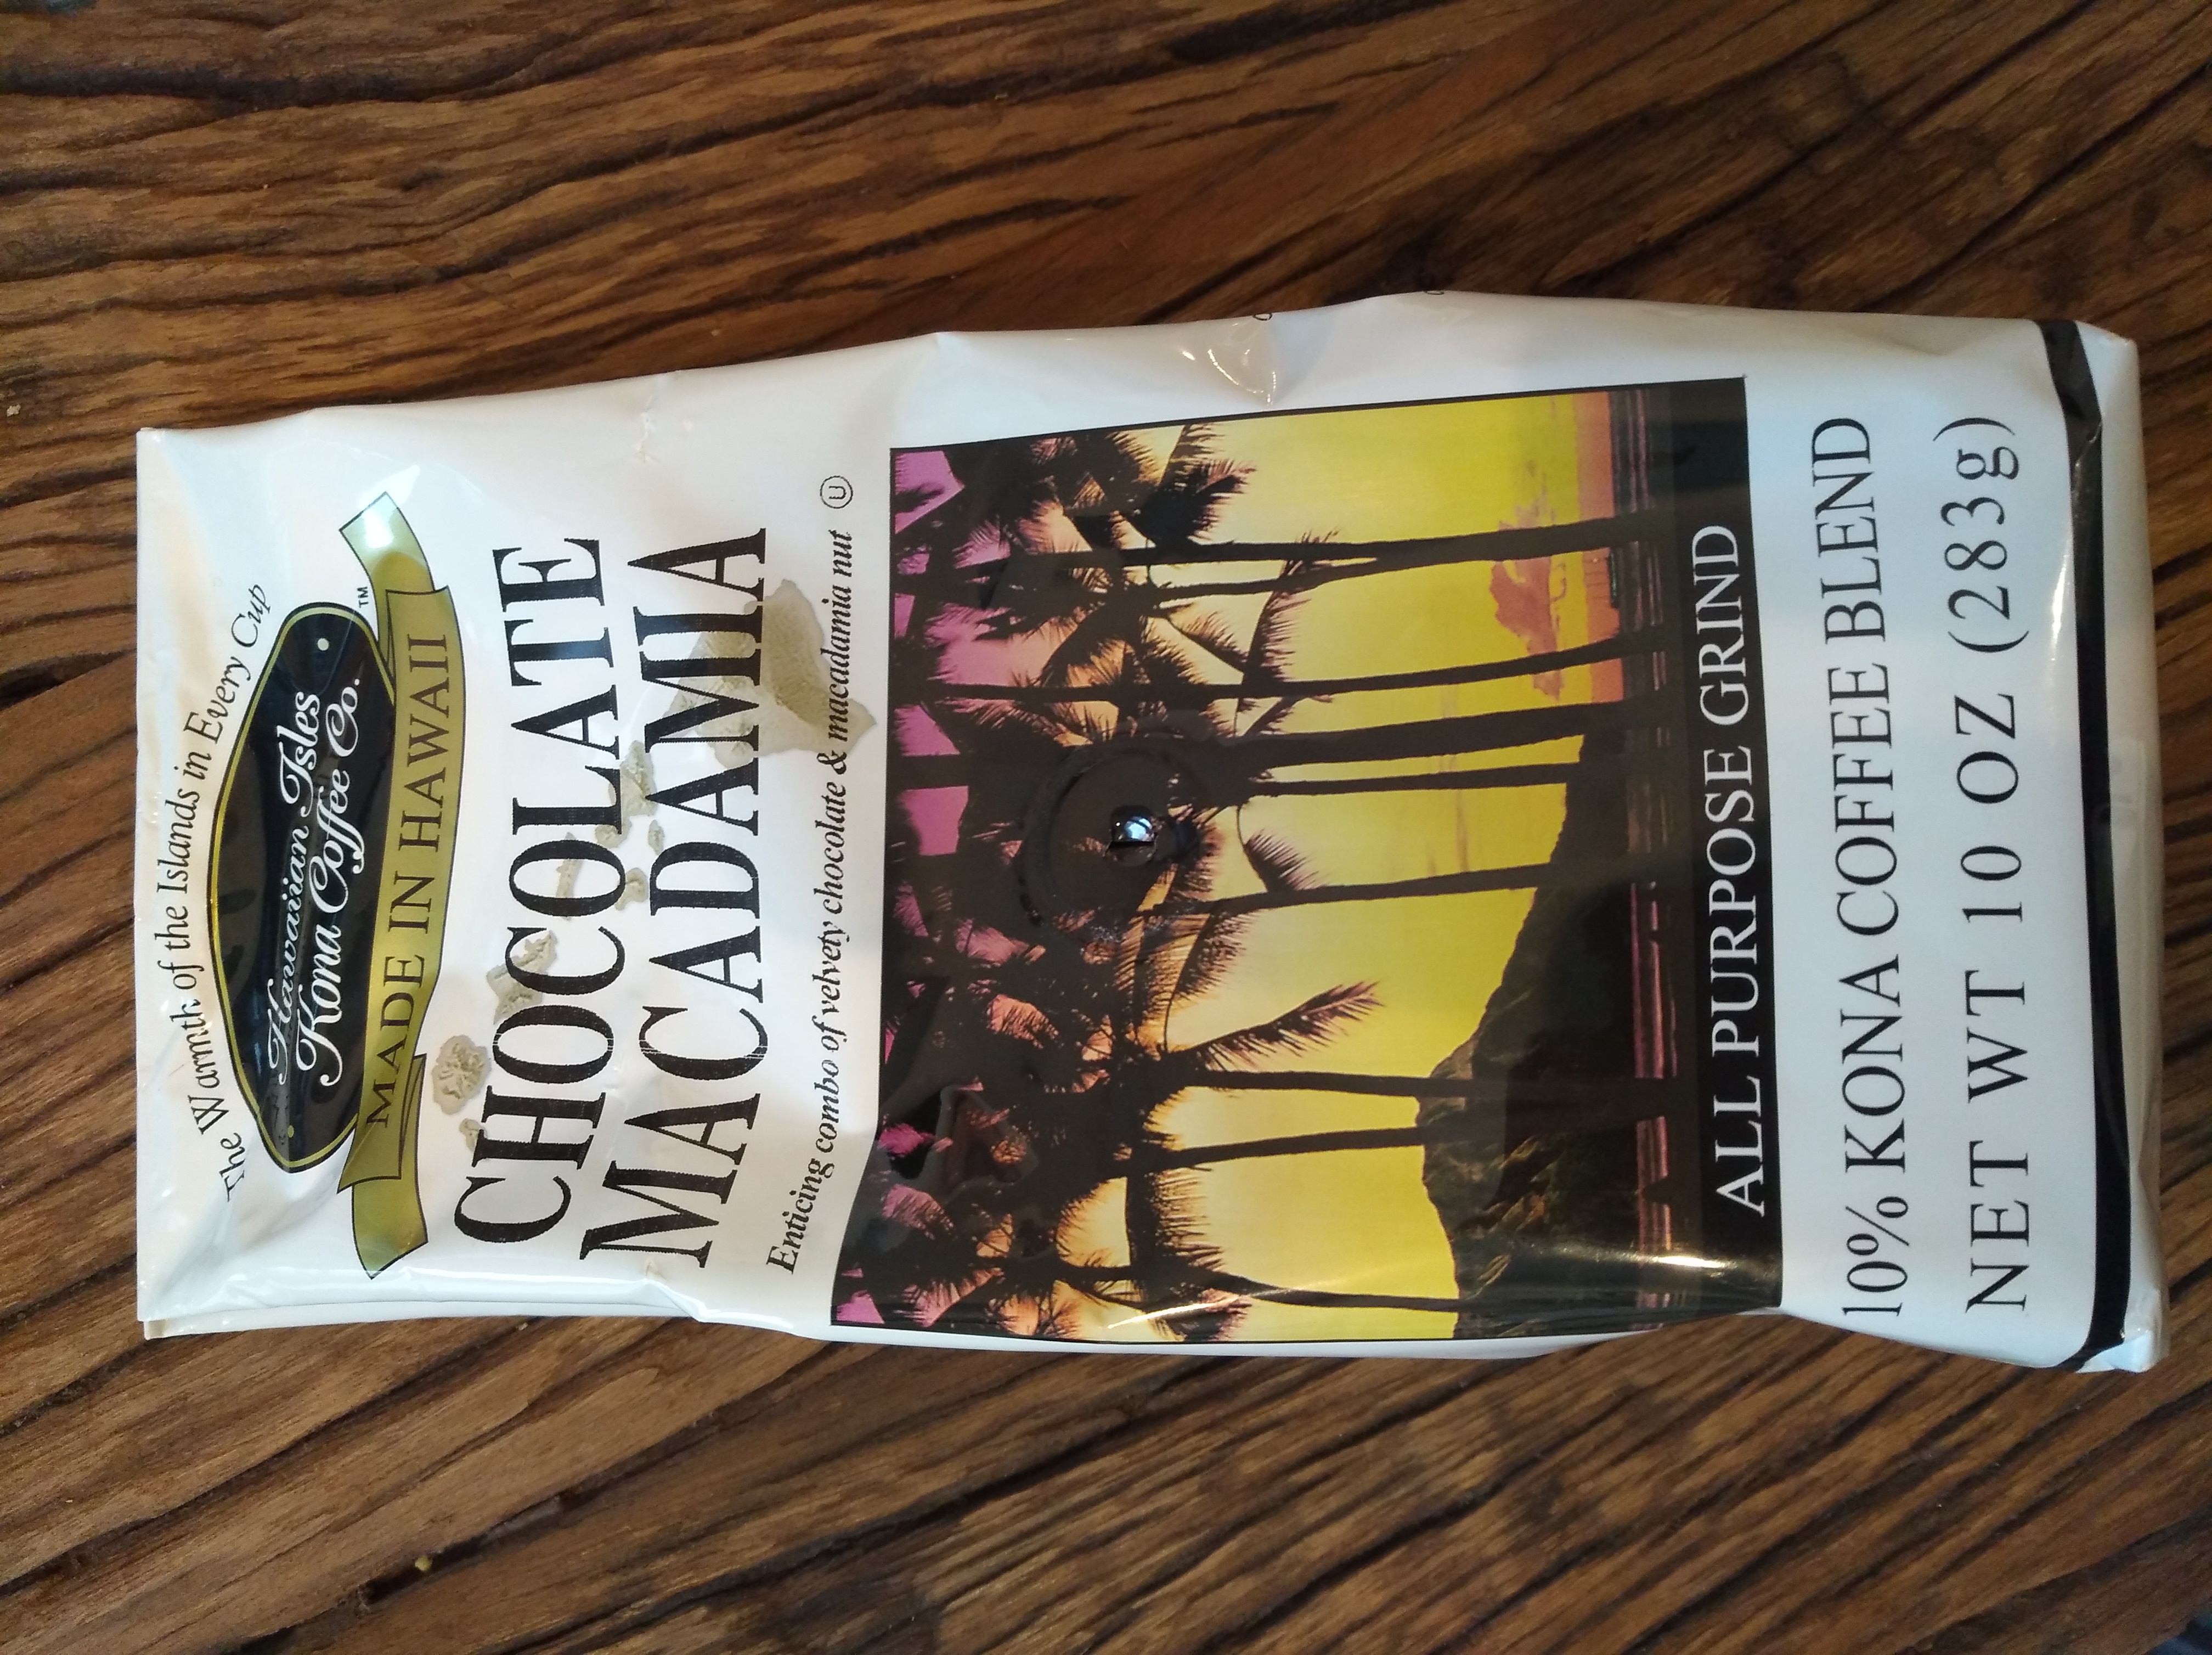 The Warmth of the Islands in Every Cup
Hawaiian Isles
Kona Coffee Co.
TM
MADE IN HAWAII
CHOCOLATE
MACADAMIA
Enticing combo of velvety chocolate & macadamia nut Ⓤ
ALL PURPOSE GRIND
10% KONA COFFEE BLEND
NET WT 10 OZ (283g)